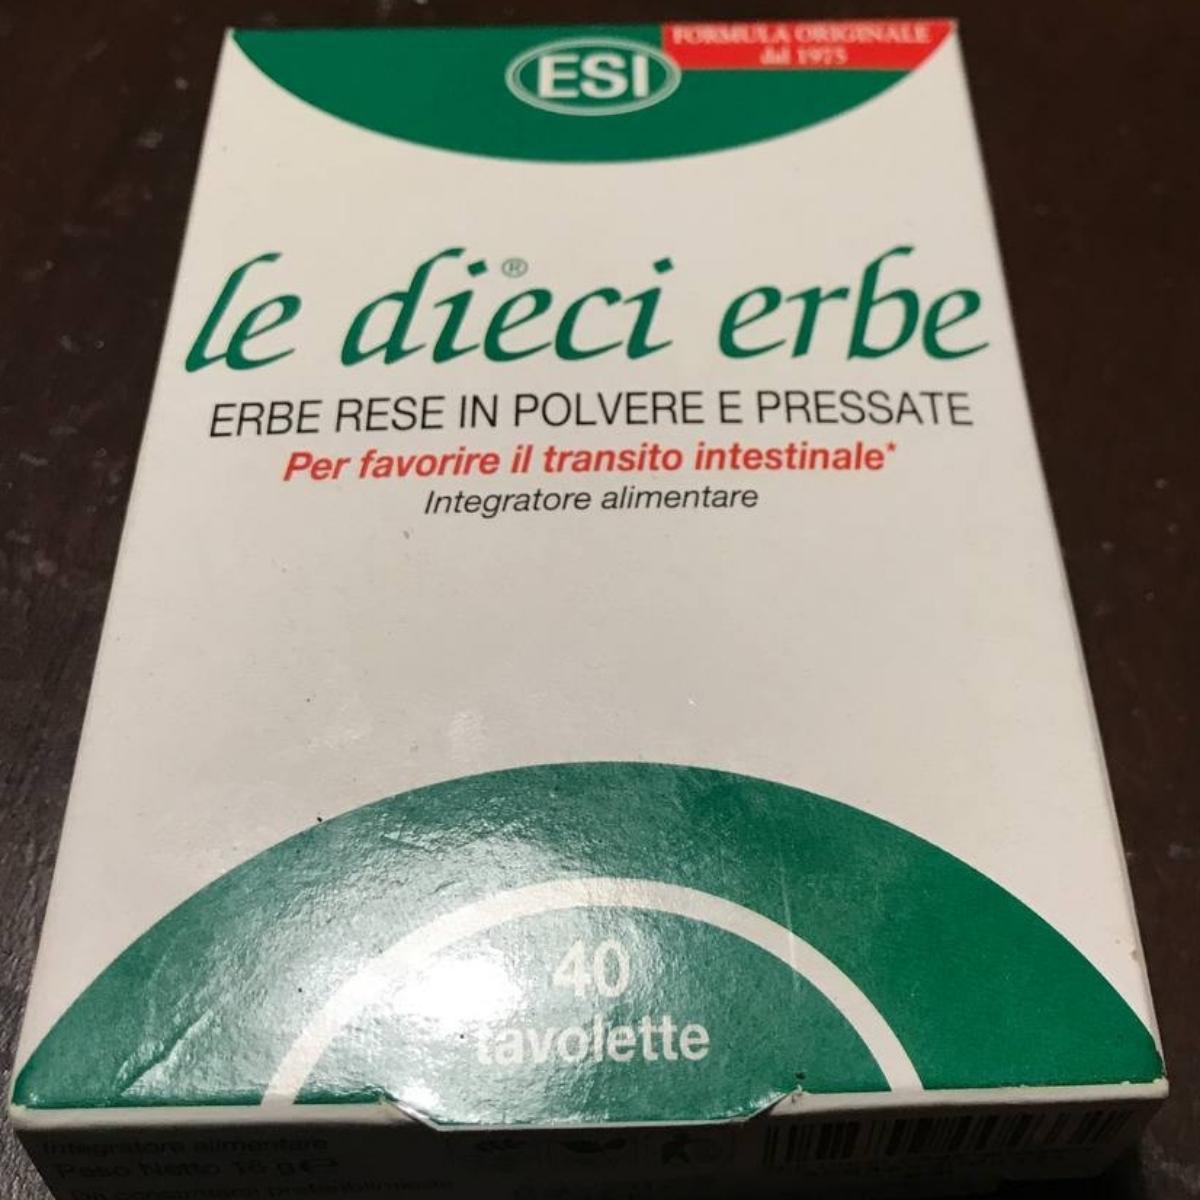 FORMULA ORIGINALE
dal 1975
ESI
le dieci erbe
®
ERBE RESE IN POLVERE E PRESSATE
Per favorire il transito intestinale*
Integratore alimentare
40
tavolette
Integratore alimentare
Peso Netto 16 g e